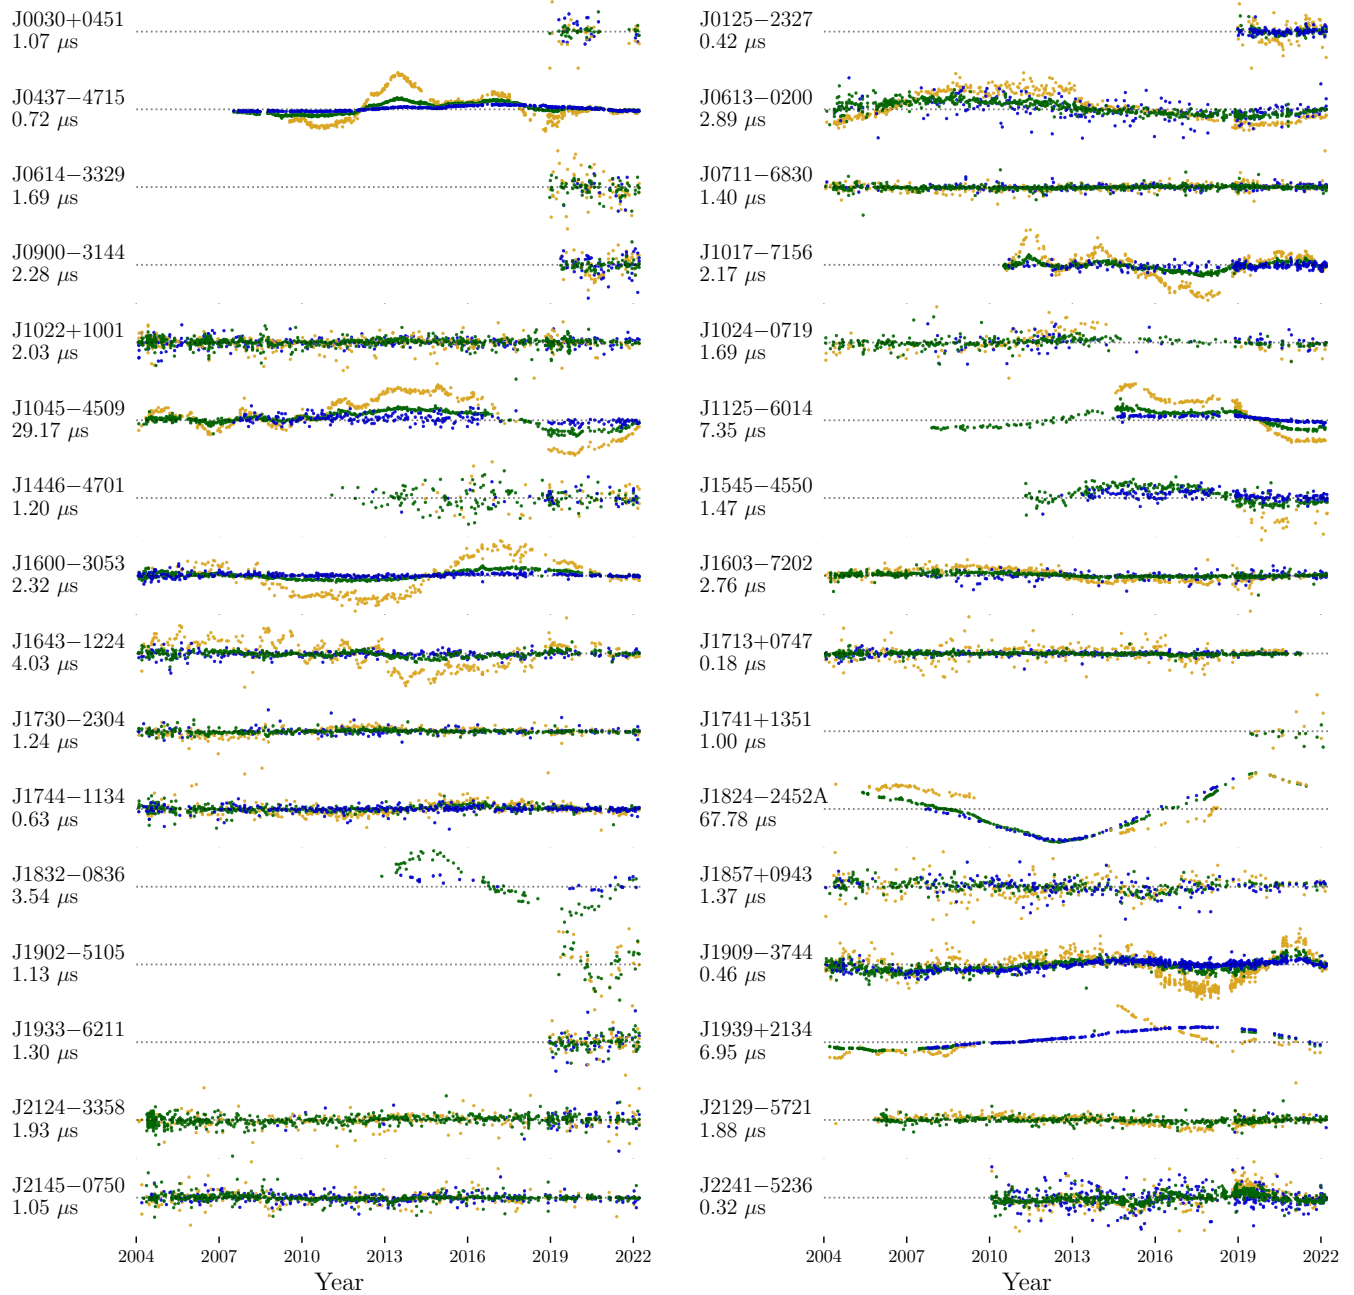 J0030+0451
1.07 μs
J0437−4715
0.72 μs
J0614−3329
1.69 μs
J0900−3144
2.28 μs
J1022+1001
2.03 μs
J1045−4509
29.17 μs
J1446−4701
1.20 μs
J1600−3053
2.32 μs
J1643−1224
4.03 μs
J1730−2304
1.24 μs
J1744−1134
0.63 μs
J1832−0836
3.54 μs
J1902−5105
1.13 μs
J1933−6211
1.30 μs
J2124−3358
1.93 μs
J2145−0750
1.05 μs
2004 2007 2010 2013 2016 2019 2022
Year
J0125−2327
0.42 μs
J0613−0200
2.89 μs
J0711−6830
1.40 μs
J1017−7156
2.17 μs
J1024−0719
1.69 μs
J1125−6014
7.35 μs
J1545−4550
1.47 μs
J1603−7202
2.76 μs
J1713+0747
0.18 μs
J1741+1351
1.00 μs
J1824−2452A
67.78 μs
J1857+0943
1.37 μs
J1909−3744
0.46 μs
J1939+2134
6.95 μs
J2129−5721
1.88 μs
J2241−5236
0.32 μs
2004 2007 2010 2013 2016 2019 2022
Year